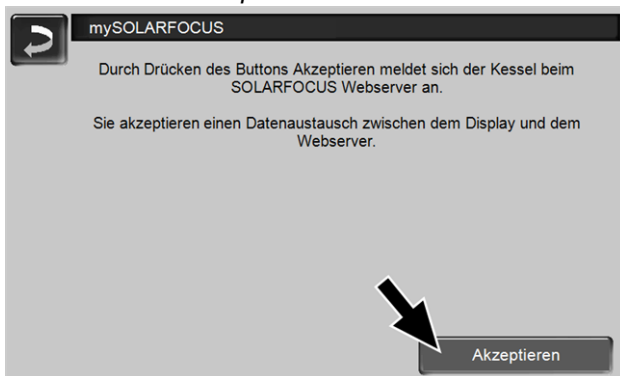 mySOLARFOCUS
Durch Drücken des Buttons Akzeptieren meldet sich der Kessel beim
SOLARFOCUS Webserver an.
Sie akzeptieren einen Datenaustausch zwischen dem Display und dem
Webserver.
Akzeptieren